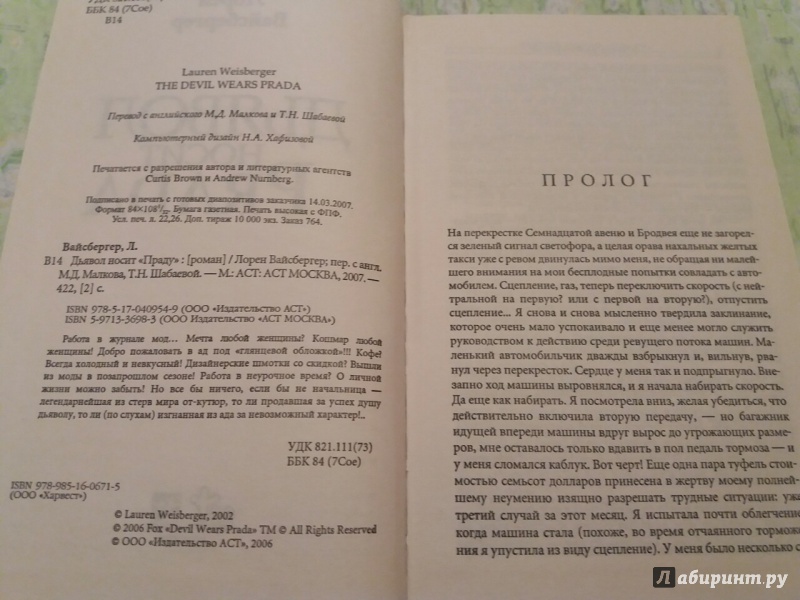 ББК 84 (7Сое)
В14
Lauren Weisberger
THE DEVIL WEARS PRADA
Перевод с английского М.Д. Малкова и Т.Н. Шабаевой
Компьютерный дизайн Н.А. Хафизовой
Печатается с разрешения автора и литературных агентств
Curtis Brown и Andrew Nurnberg.
Подписано в печать с готовых диапозитивов заказчика 14.03.2007.
Формат 84×108 1/32. Бумага газетная. Печать высокая с ФПФ.
Усл. печ. л. 22,26. Доп. тираж 10 000 экз. Заказ 764.
Вайсбергер, Л.
В14 Дьявол носит «Праду» : [роман] / Лорен Вайсбергер; пер. с англ.
М.Д. Малкова, Т.Н. Шабаевой. — М.: АСТ: АСТ МОСКВА, 2007. —
422, [2] с.
ISBN 978-5-17-040954-9 (ООО «Издательство АСТ»)
ISBN 5-9713-3698-3 (ООО Издательство «АСТ МОСКВА»)
Работа в журнале мод... Мечта любой женщины? Кошмар любой
женщины! Добро пожаловать в ад под «глянцевой обложкой»!!! Кофе?
Всегда холодный и невкусный! Дизайнерские шмотки со скидкой? Вышли
из моды в позапрошлом сезоне! Работа в неурочное время? О личной
жизни можно забыть! Но все бы ничего, если бы не начальница —
легендарнейшая из стерв мира от-кутюр, то ли продавшая за успех душу
дьяволу, то ли (по слухам) изгнанная из ада за невозможный характер!..
УДК 821.111(73)
ББК 84 (7Сое)
ISBN 978-985-16-0671-5
(ООО «Харвест»)
© Lauren Weisberger, 2002
© 2006 Fox «Devil Wears Prada» TM © All Rights Reserved
© ООО «Издательство АСТ», 2006
ПРОЛОГ
На перекрестке Семнадцатой авеню и Бродвея еще не загорел-
ся зеленый сигнал светофора, а целая орава нахальных желтых
такси уже с ревом двинулась мимо меня, не обращая ни малей-
шего внимания на мои бесплодные попытки совладать с авто-
мобилем. Сцепление, газ, теперь переключить скорость (с ней-
тральной на первую? или с первой на вторую?), отпустить
сцепление... Я снова и снова мысленно твердила заклинание,
которое очень мало успокаивало и еще менее могло служить
руководством к действию среди ревущего потока машин. Ма-
ленький автомобильчик дважды взбрыкнул и, вильнув, рва-
нул через перекресток. Сердце у меня так и подпрыгнуло. Вне-
запно ход машины выровнялся, и я начала набирать скорость.
Да еще как набирать. Я посмотрела вниз, желая убедиться, что
действительно включила вторую передачу, — но багажник
идущей впереди машины вдруг вырос до угрожающих разме-
ров, мне оставалось только вдавить в пол педаль тормоза — и
у меня сломался каблук. Вот черт! Еще одна пара туфель сто-
имостью семьсот долларов принесена в жертву моему полней-
шему неумению изящно разрешать трудные ситуации: уже
третий случай за этот месяц. Я испытала почти облегчение,
когда машина стала (похоже, во время отчаянного торможе-
ния я упустила из виду сцепление). У меня было несколько с
лабиринт.ру